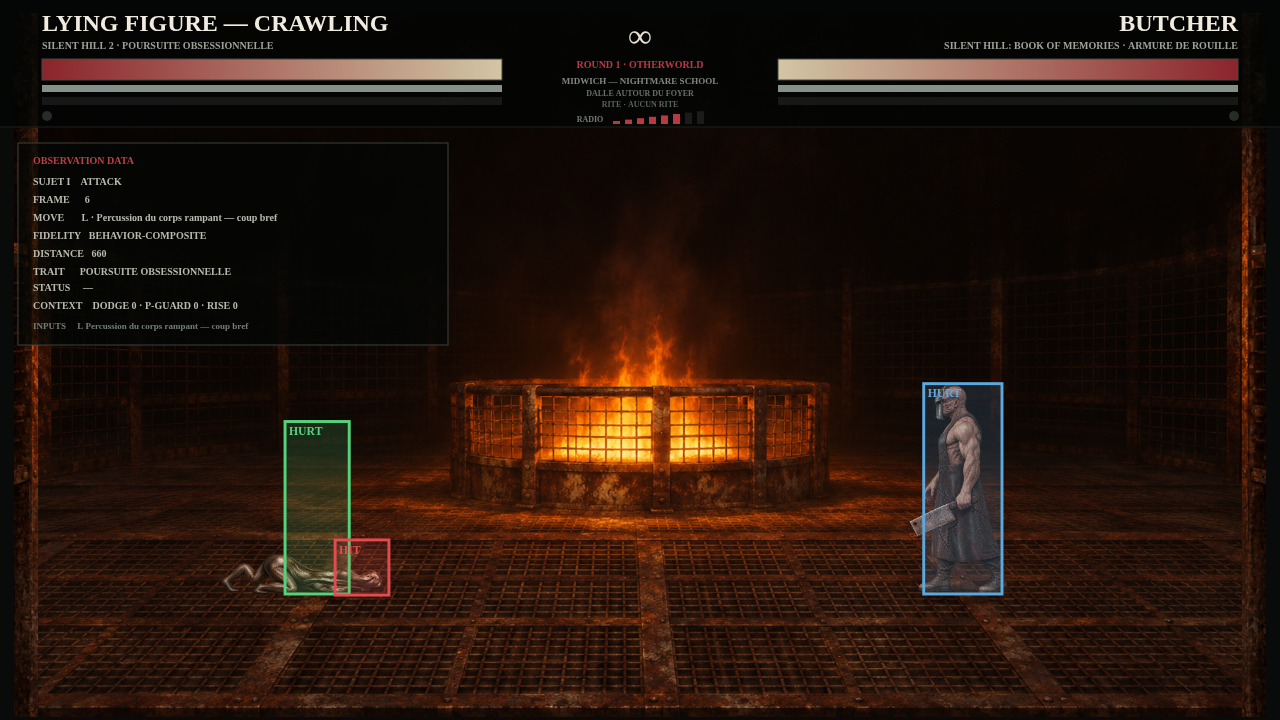 LYING FIGURE — CRAWLING
SILENT HILL 2 · POURSUITE OBSESSIONNELLE
∞
ROUND 1 · OTHERWORLD
MIDWICH — NIGHTMARE SCHOOL
DALLE AUTOUR DU FOYER
RITE · AUCUN RITE
RADIO
BUTCHER
SILENT HILL: BOOK OF MEMORIES · ARMURE DE ROUILLE
OBSERVATION DATA
SUJET I ATTACK
FRAME 6
MOVE L · Percussion du corps rampant — coup bref
FIDELITY BEHAVIOR-COMPOSITE
DISTANCE 660
TRAIT POURSUITE OBSESSIONNELLE
STATUS —
CONTEXT DODGE 0 · P-GUARD 0 · RISE 0
INPUTS L Percussion du corps rampant — coup bref
HURT
HURT
HIT